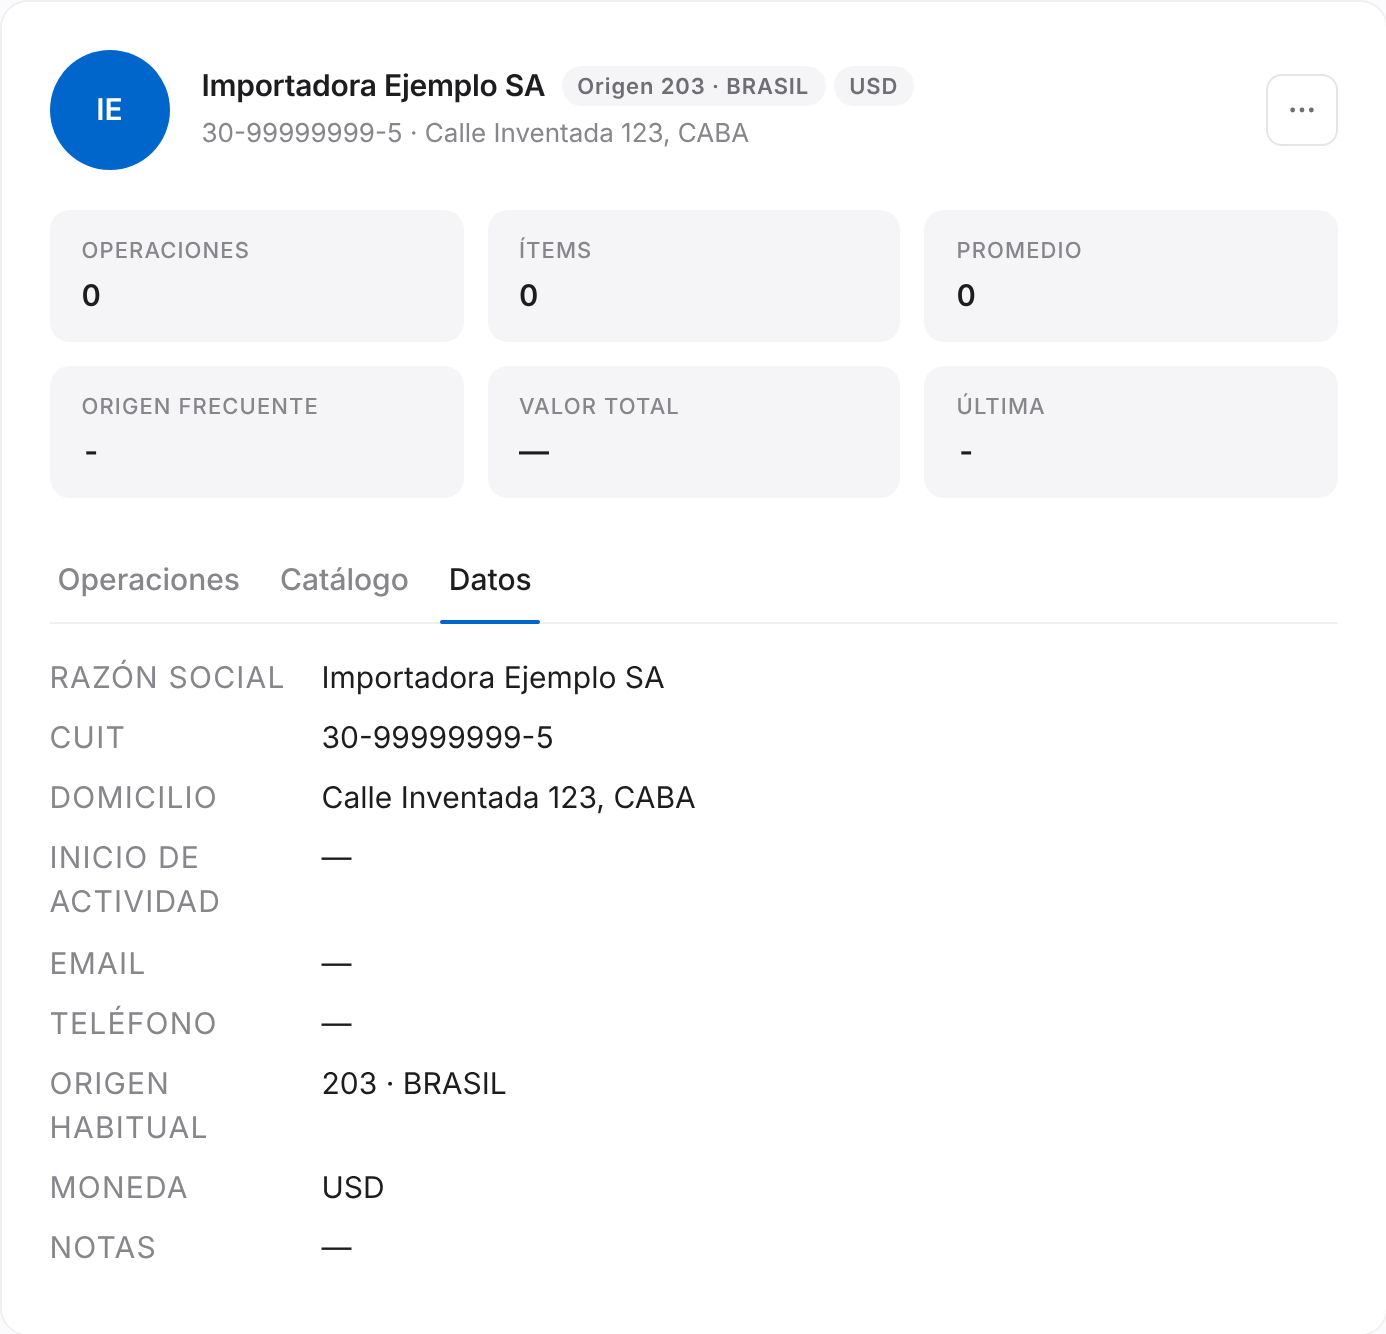 IE
Importadora Ejemplo SA
Origen 203 · BRASIL
USD
30-99999999-5 · Calle Inventada 123, CABA
...
OPERACIONES
0
ÍTEMS
0
PROMEDIO
0
ORIGEN FRECUENTE
-
VALOR TOTAL
—
ÚLTIMA
-
Operaciones
Catálogo
Datos
RAZÓN SOCIAL
Importadora Ejemplo SA
CUIT
30-99999999-5
DOMICILIO
Calle Inventada 123, CABA
INICIO DE
ACTIVIDAD
—
EMAIL
—
TELÉFONO
—
ORIGEN
HABITUAL
203 · BRASIL
MONEDA
USD
NOTAS
—